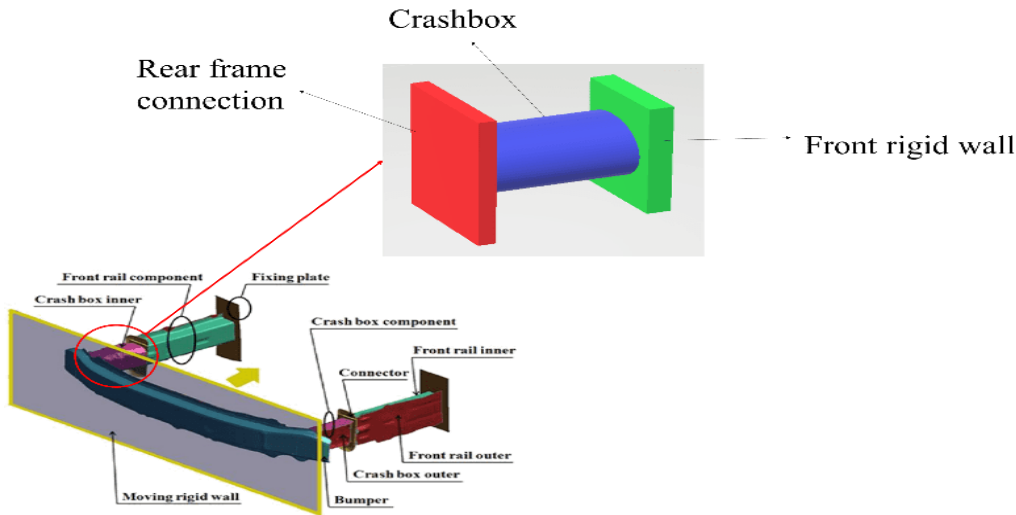 Crashbox
Rear frame
connection
Front rigid wall
Front rail component
Fixing plate
Crash box inner
Crash box component
Front rail inner
Connector
Front rail outer
Crash box outer
Moving rigid wall
Bumper